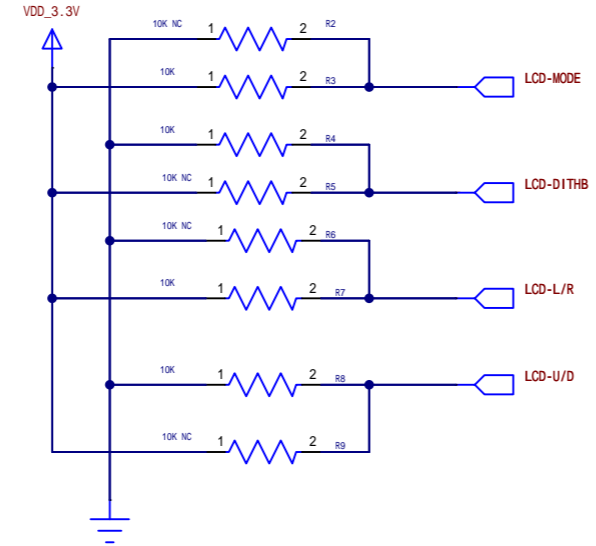 VDD_3.3V
10K NC 1 2 R2
10K 1 2 R3 LCD-MODE
10K 1 2 R4
10K NC 1 2 R5 LCD-DITHB
10K NC 1 2 R6
10K 1 2 R7 LCD-L/R
10K 1 2 R8 LCD-U/D
10K NC 1 2 R9